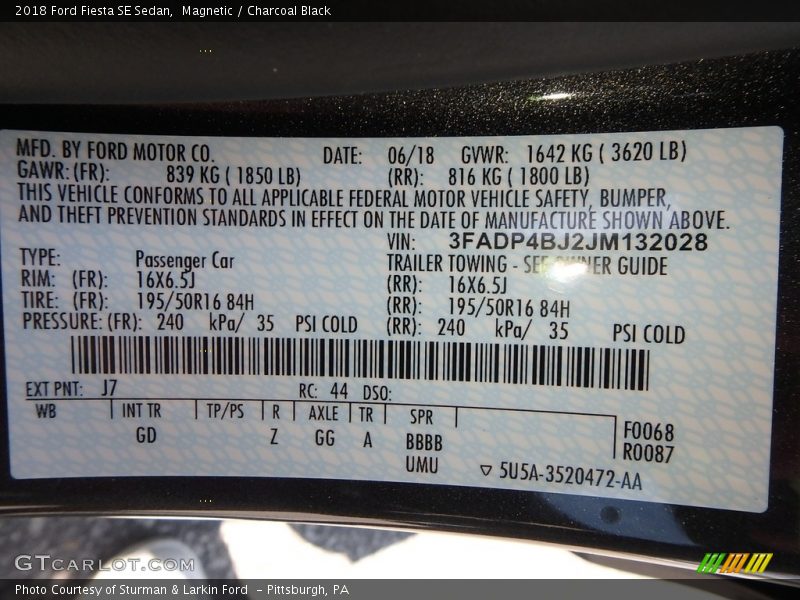 2018 Ford Fiesta SE Sedan, Magnetic / Charcoal Black
MFD. BY FORD MOTOR CO. DATE: 06/18 GVWR: 1642 KG ( 3620 LB)
GAWR: (FR): 839 KG ( 1850 LB) (RR): 816 KG ( 1800 LB)
THIS VEHICLE CONFORMS TO ALL APPLICABLE FEDERAL MOTOR VEHICLE SAFETY, BUMPER,
AND THEFT PREVENTION STANDARDS IN EFFECT ON THE DATE OF MANUFACTURE SHOWN ABOVE.
VIN: 3FADP4BJ2JM132028
TYPE: Passenger Car TRAILER TOWING - SEE OWNER GUIDE
RIM: (FR): 16X6.5J (RR): 16X6.5J
TIRE: (FR): 195/50R16 84H (RR): 195/50R16 84H
PRESSURE: (FR): 240 kPa/ 35 PSI COLD (RR): 240 kPa/ 35 PSI COLD
EXT PNT: J7 RC: 44 DSO:
WB INT TR TP/PS R AXLE TR SPR F0068
GD Z GG A BBBB R0087
UMU ▽ 5U5A-3520472-AA
GTCARLOT.COM
Photo Courtesy of Sturman & Larkin Ford - Pittsburgh, PA